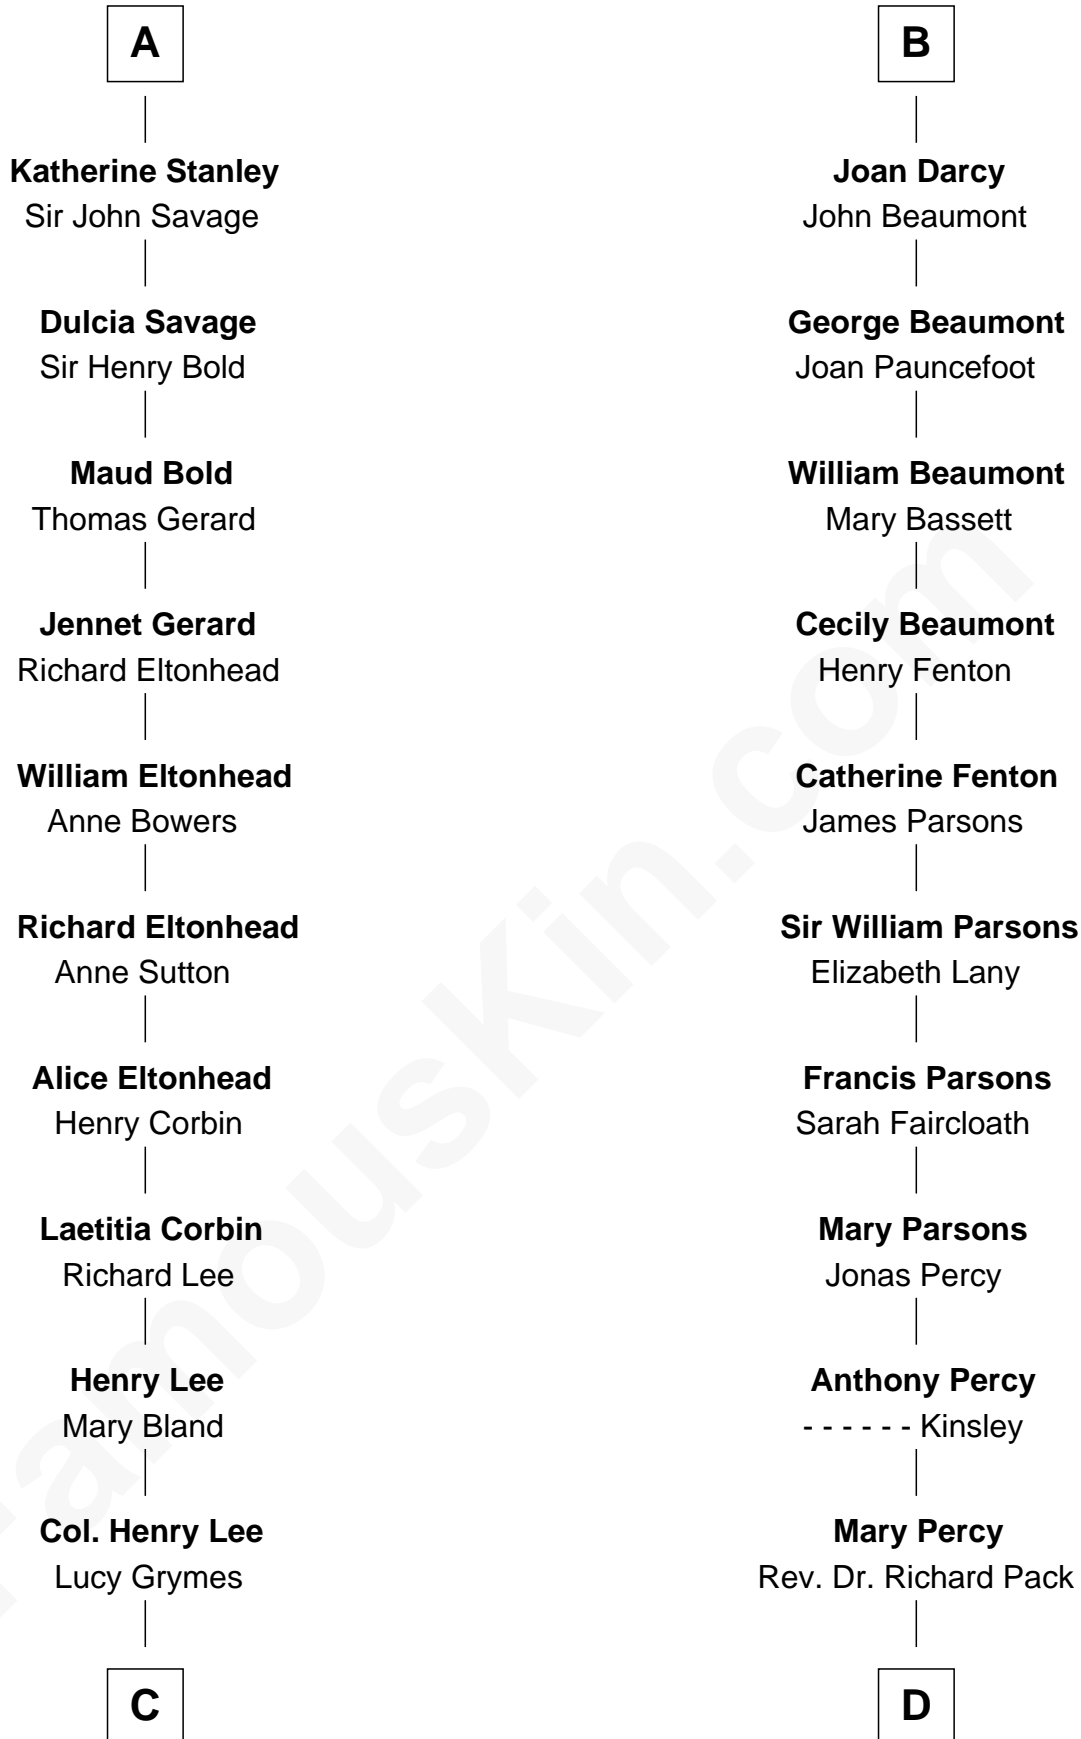 A
Katherine Stanley
Sir John Savage
Dulcia Savage
Sir Henry Bold
Maud Bold
Thomas Gerard
Jennet Gerard
Richard Eltonhead
William Eltonhead
Anne Bowers
Richard Eltonhead
Anne Sutton
Alice Eltonhead
Henry Corbin
Laetitia Corbin
Richard Lee
Henry Lee
Mary Bland
Col. Henry Lee
Lucy Grymes
C
B
Joan Darcy
John Beaumont
George Beaumont
Joan Pauncefoot
William Beaumont
Mary Bassett
Cecily Beaumont
Henry Fenton
Catherine Fenton
James Parsons
Sir William Parsons
Elizabeth Lany
Francis Parsons
Sarah Faircloath
Mary Parsons
Jonas Percy
Anthony Percy
- - - - - - Kinsley
Mary Percy
Rev. Dr. Richard Pack
D
FamousKin.com